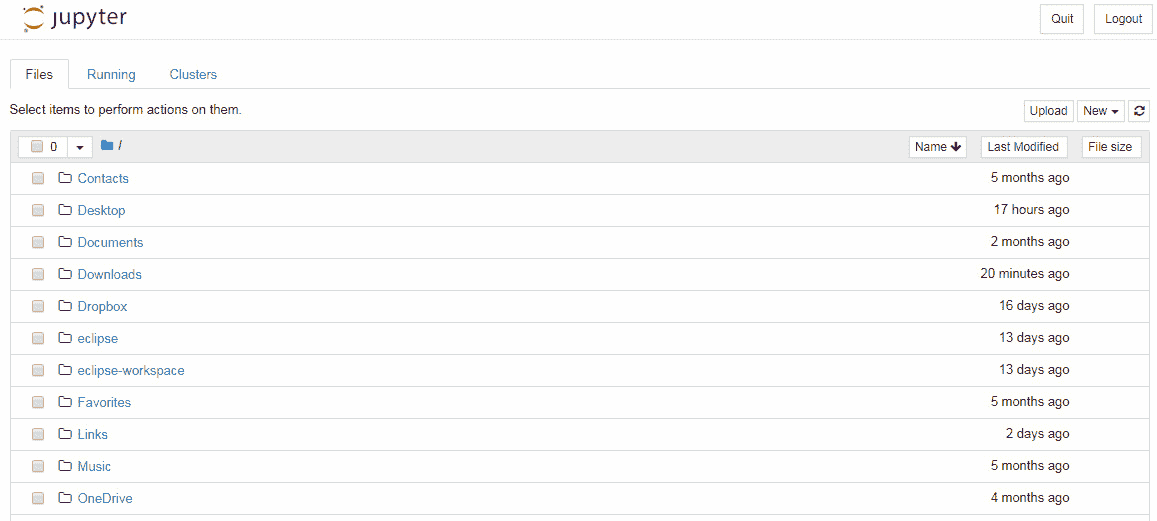 jupyter
Quit Logout
Files Running Clusters
Select items to perform actions on them.
Upload New
0 / Name Last Modified File size
Contacts 5 months ago
Desktop 17 hours ago
Documents 2 months ago
Downloads 20 minutes ago
Dropbox 16 days ago
eclipse 13 days ago
eclipse-workspace 13 days ago
Favorites 5 months ago
Links 2 days ago
Music 5 months ago
OneDrive 4 months ago